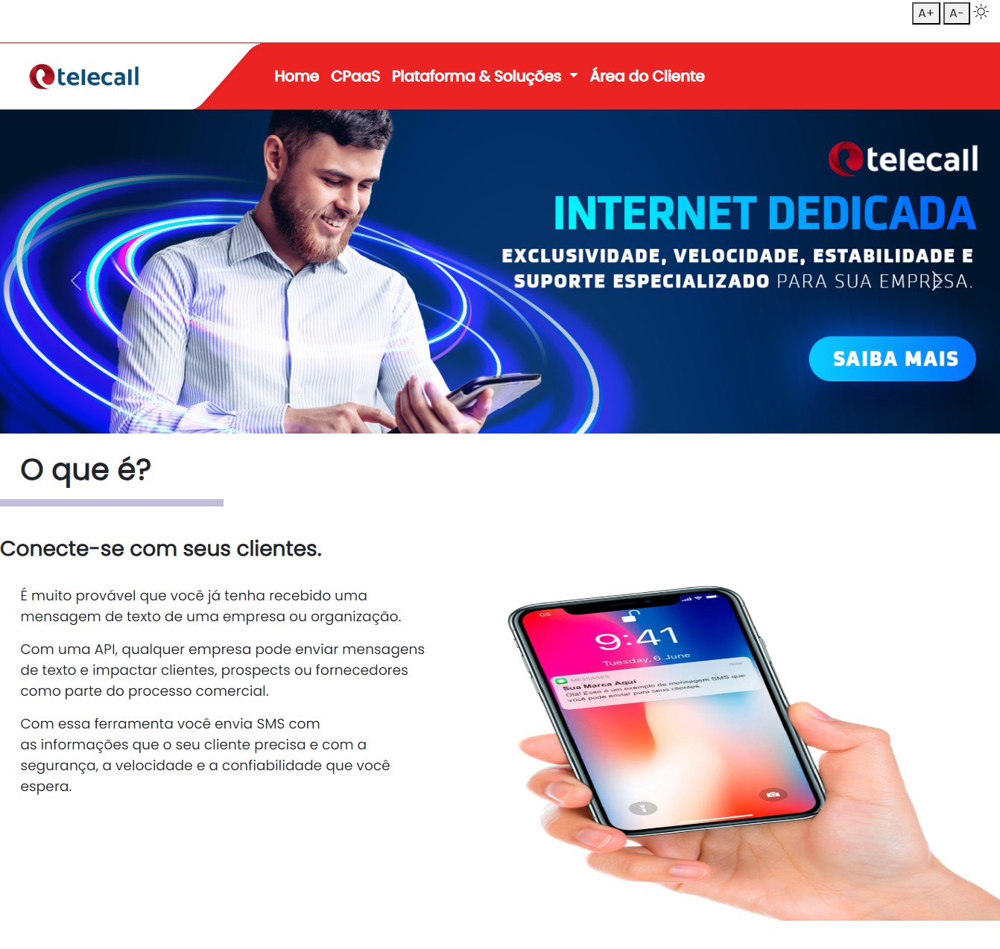 A+ A-
telecall
Home CPaaS Plataforma & Soluções Área do Cliente
telecall
INTERNET DEDICADA
EXCLUSIVIDADE, VELOCIDADE, ESTABILIDADE E
SUPORTE ESPECIALIZADO PARA SUA EMPRESA.
SAIBA MAIS
O que é?
Conecte-se com seus clientes.
É muito provável que você já tenha recebido uma
mensagem de texto de uma empresa ou organização.
Com uma API, qualquer empresa pode enviar mensagens
de texto e impactar clientes, prospects ou fornecedores
como parte do processo comercial.
Com essa ferramenta você envia SMS com
as informações que o seu cliente precisa e com a
segurança, a velocidade e a confiabilidade que você
espera.
GS
9:41
Tuesday, 6 June
MESSAGES now
Sua Marca Aqui
Olá! Esso é um exemplo de mensagem SMS que
você pode enviar para seus clientes.